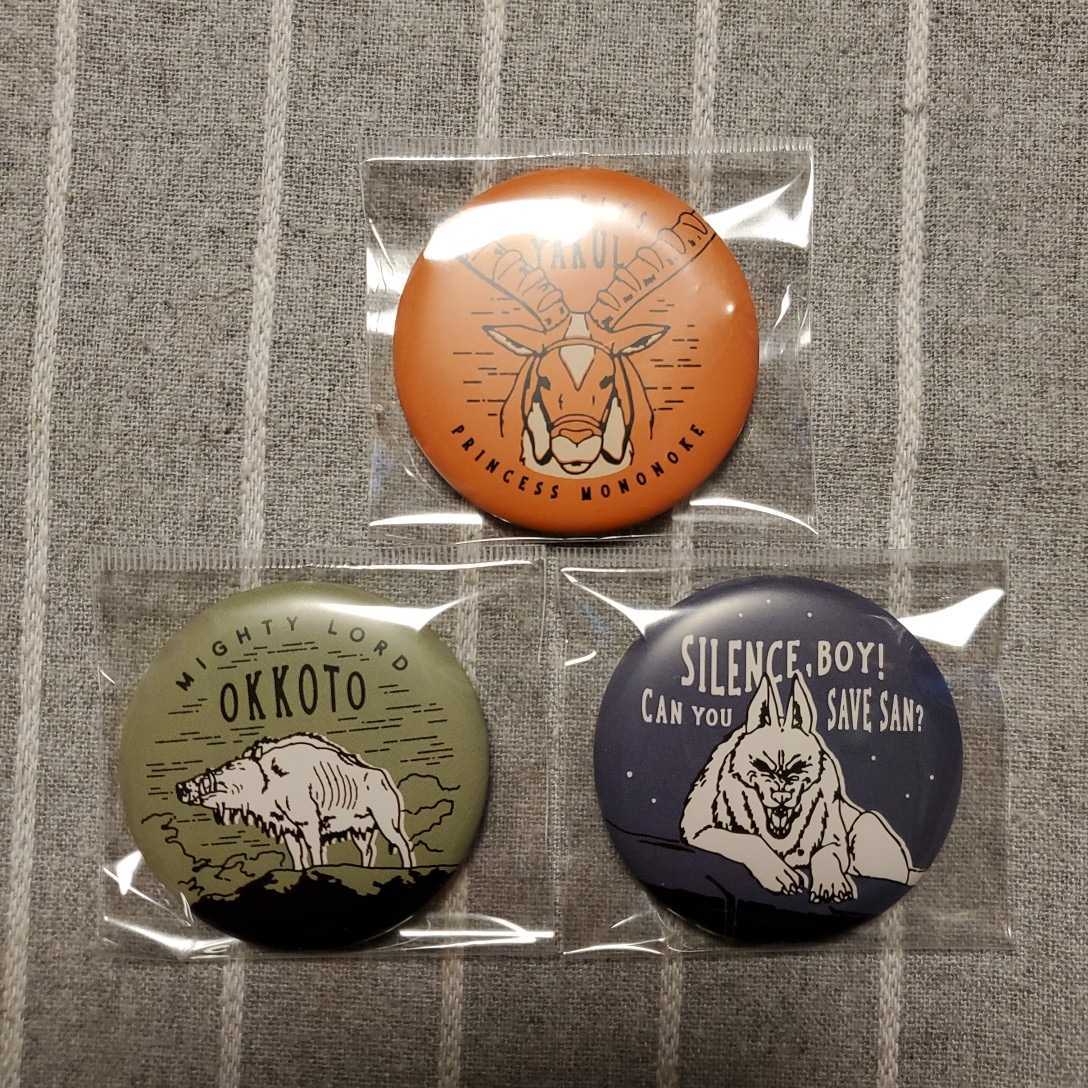 YAKUL
PRINCESS MONONOKE
MIGHTY LORD
OKKOTO
SILENCE, BOY!
CAN YOU SAVE SAN?